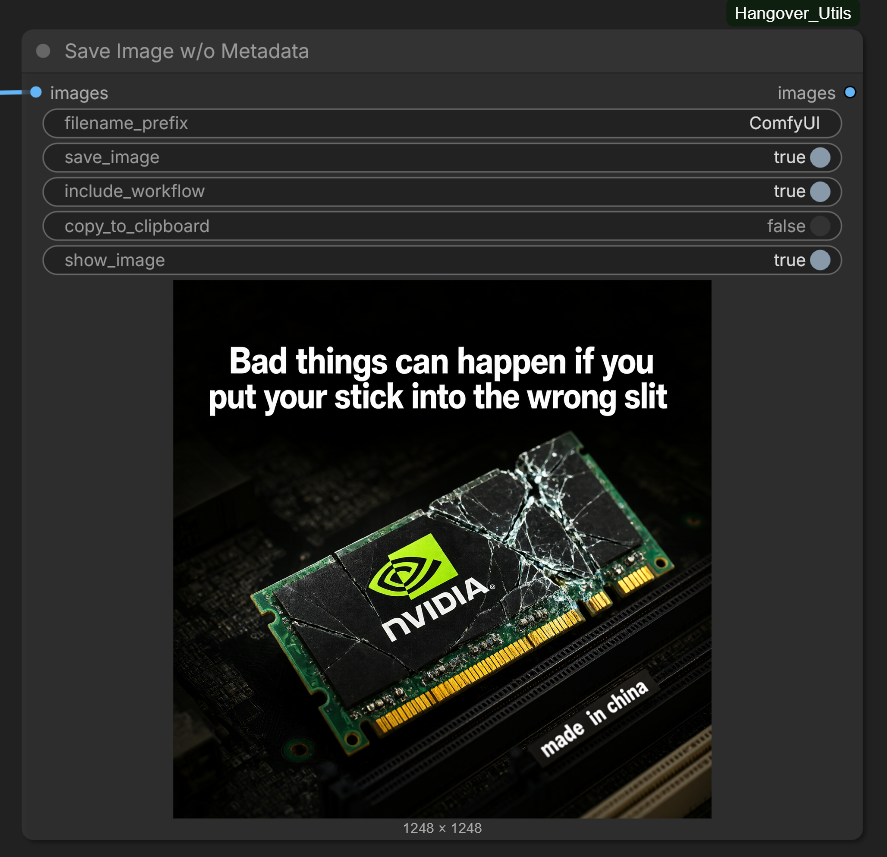 Hangover_Utils
Save Image w/o Metadata
images images
filename_prefix ComfyUI
save_image true
include_workflow true
copy_to_clipboard false
show_image true
Bad things can happen if you
put your stick into the wrong slit
nVIDIA®
made in china
1248 × 1248